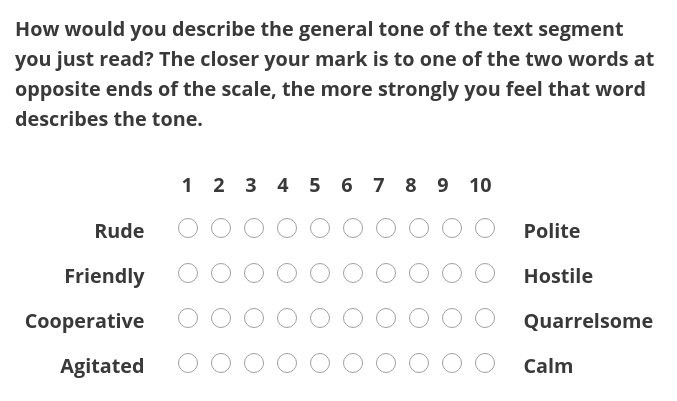 How would you describe the general tone of the text segment
you just read? The closer your mark is to one of the two words at
opposite ends of the scale, the more strongly you feel that word
describes the tone.
1 2 3 4 5 6 7 8 9 10
Rude Polite
Friendly Hostile
Cooperative Quarrelsome
Agitated Calm